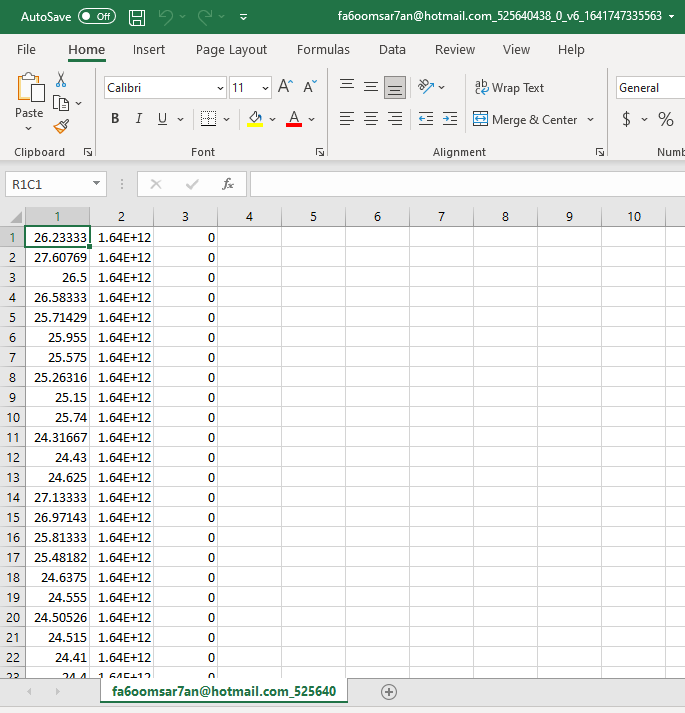 AutoSave Off fa6oomsar7an@hotmail.com_525640438_0_v6_1641747335563
File Home Insert Page Layout Formulas Data Review View Help
Calibri 11 A A ab Wrap Text General
Paste B I U A Merge & Center $ %
Clipboard Font Alignment Numb
R1C1 fx
1 2 3 4 5 6 7 8 9 10
1 26.23333 1.64E+12 0
2 27.60769 1.64E+12 0
3 26.5 1.64E+12 0
4 26.58333 1.64E+12 0
5 25.71429 1.64E+12 0
6 25.955 1.64E+12 0
7 25.575 1.64E+12 0
8 25.26316 1.64E+12 0
9 25.15 1.64E+12 0
10 25.74 1.64E+12 0
11 24.31667 1.64E+12 0
12 24.43 1.64E+12 0
13 24.625 1.64E+12 0
14 27.13333 1.64E+12 0
15 26.97143 1.64E+12 0
16 25.81333 1.64E+12 0
17 25.48182 1.64E+12 0
18 24.6375 1.64E+12 0
19 24.555 1.64E+12 0
20 24.50526 1.64E+12 0
21 24.515 1.64E+12 0
22 24.41 1.64E+12 0
23 24.4 1.64E+12 0
fa6oomsar7an@hotmail.com_525640